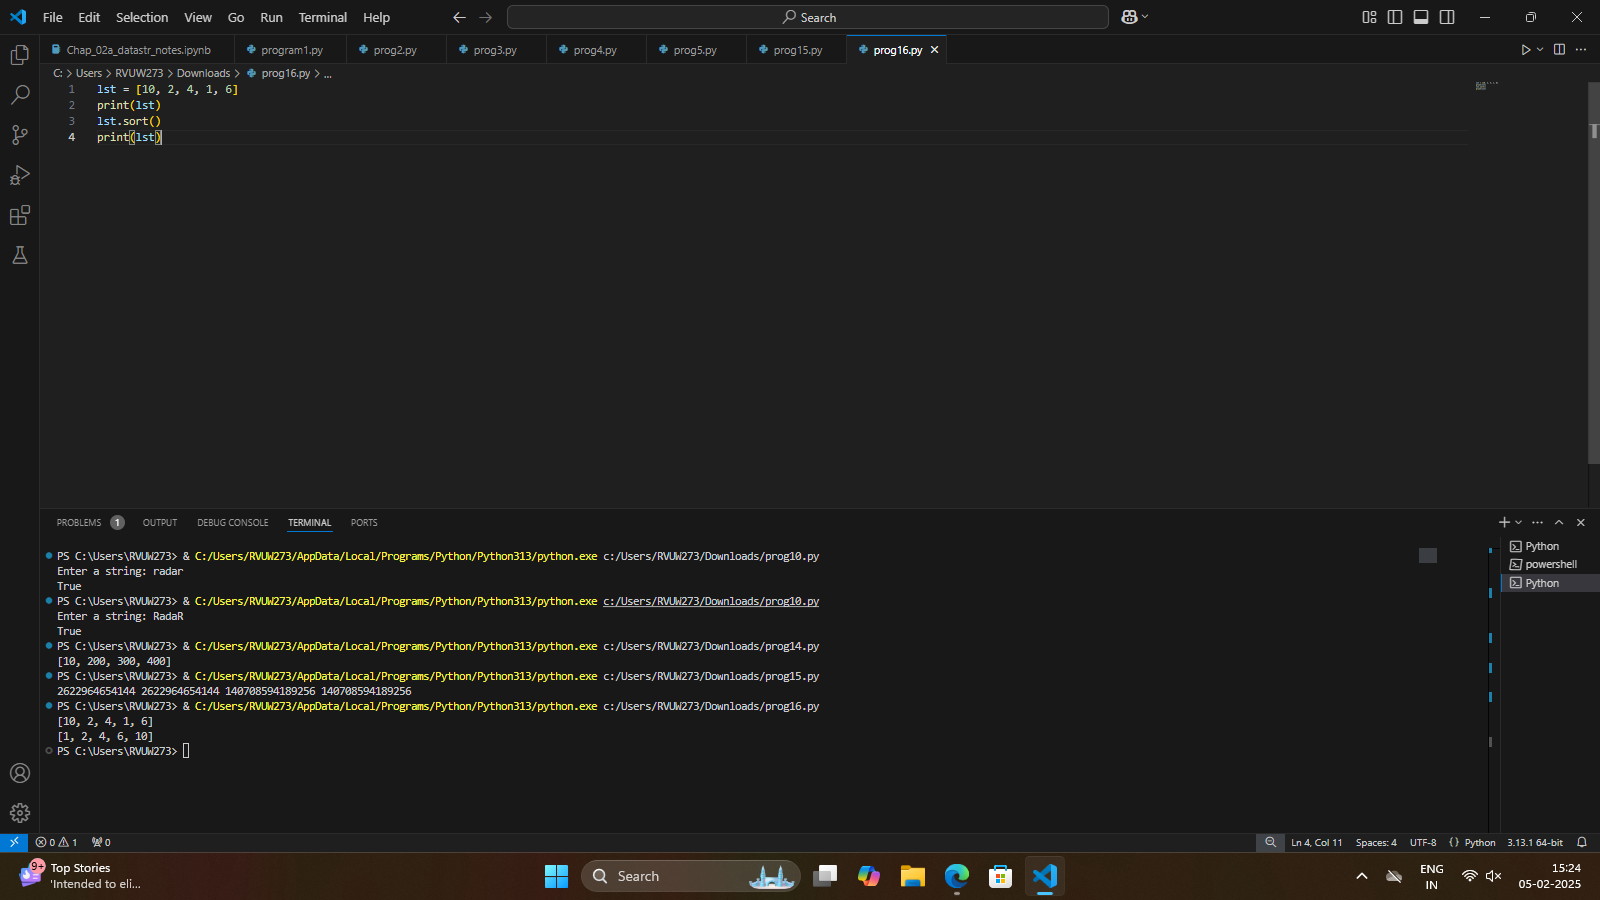 File Edit Selection View Go Run Terminal Help Search
Chap_02a_datastr_notes.ipynb program1.py prog2.py prog3.py prog4.py prog5.py prog15.py prog16.py
C: > Users > RVUW273 > Downloads > prog16.py > ...
1 lst = [10, 2, 4, 1, 6]
2 print(lst)
3 lst.sort()
4 print(lst)
PROBLEMS 1 OUTPUT DEBUG CONSOLE TERMINAL PORTS
PS C:\Users\RVUW273> & C:/Users/RVUW273/AppData/Local/Programs/Python/Python313/python.exe c:/Users/RVUW273/Downloads/prog10.py
Enter a string: radar
True
PS C:\Users\RVUW273> & C:/Users/RVUW273/AppData/Local/Programs/Python/Python313/python.exe c:/Users/RVUW273/Downloads/prog10.py
Enter a string: RadaR
True
PS C:\Users\RVUW273> & C:/Users/RVUW273/AppData/Local/Programs/Python/Python313/python.exe c:/Users/RVUW273/Downloads/prog14.py
[10, 200, 300, 400]
PS C:\Users\RVUW273> & C:/Users/RVUW273/AppData/Local/Programs/Python/Python313/python.exe c:/Users/RVUW273/Downloads/prog15.py
2622964654144 2622964654144 140708594189256 140708594189256
PS C:\Users\RVUW273> & C:/Users/RVUW273/AppData/Local/Programs/Python/Python313/python.exe c:/Users/RVUW273/Downloads/prog16.py
[10, 2, 4, 1, 6]
[1, 2, 4, 6, 10]
PS C:\Users\RVUW273>
Python
powershell
Python
0 1 0 Ln 4, Col 11 Spaces: 4 UTF-8 {} Python 3.13.1 64-bit
9+ Top Stories
'Intended to eli...
Search
ENG
IN
15:24
05-02-2025